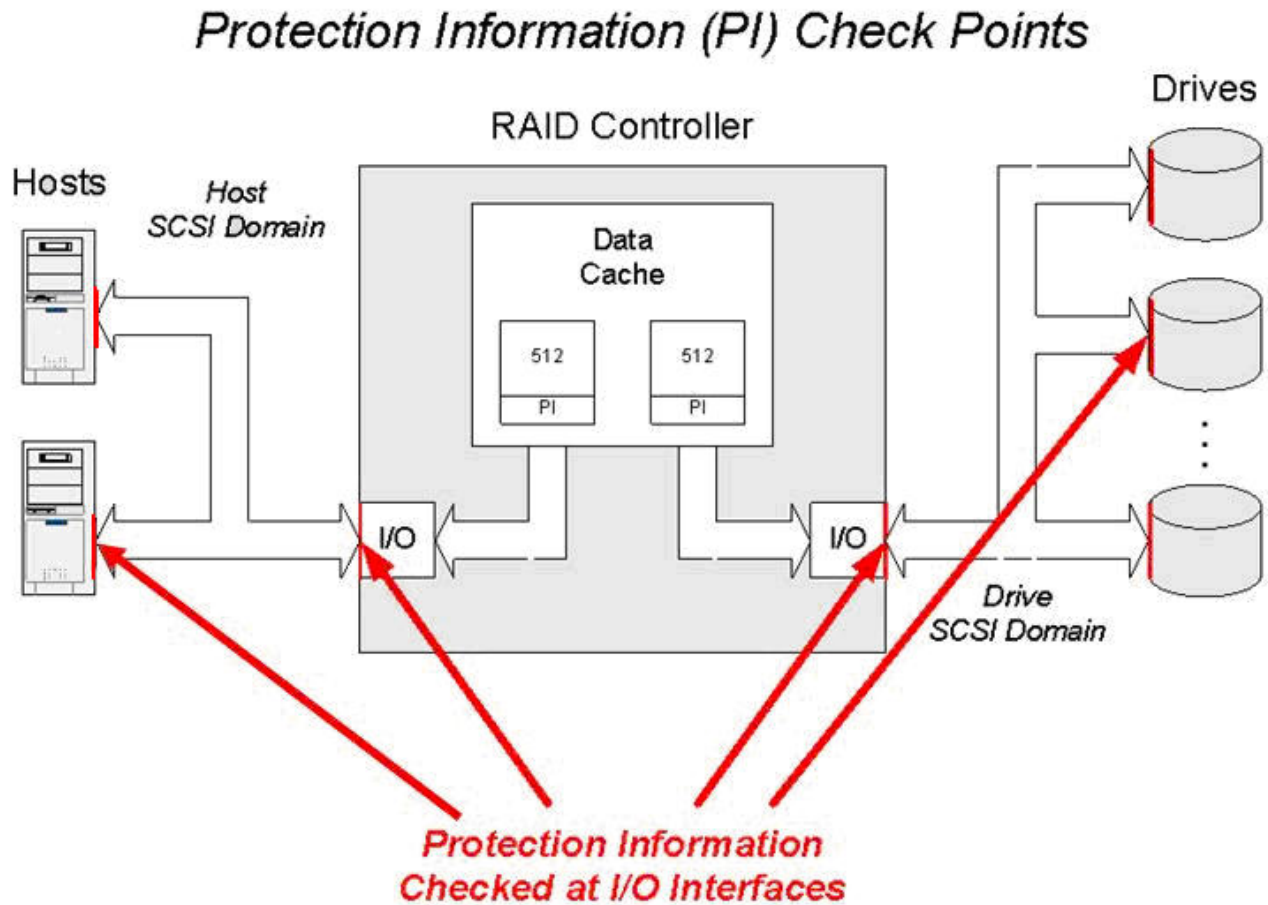 Protection Information (PI) Check Points
Drives
RAID Controller
Hosts
Host
SCSI Domain
Data
Cache
512
PI
512
PI
I/O
I/O
Drive
SCSI Domain
Protection Information
Checked at I/O Interfaces